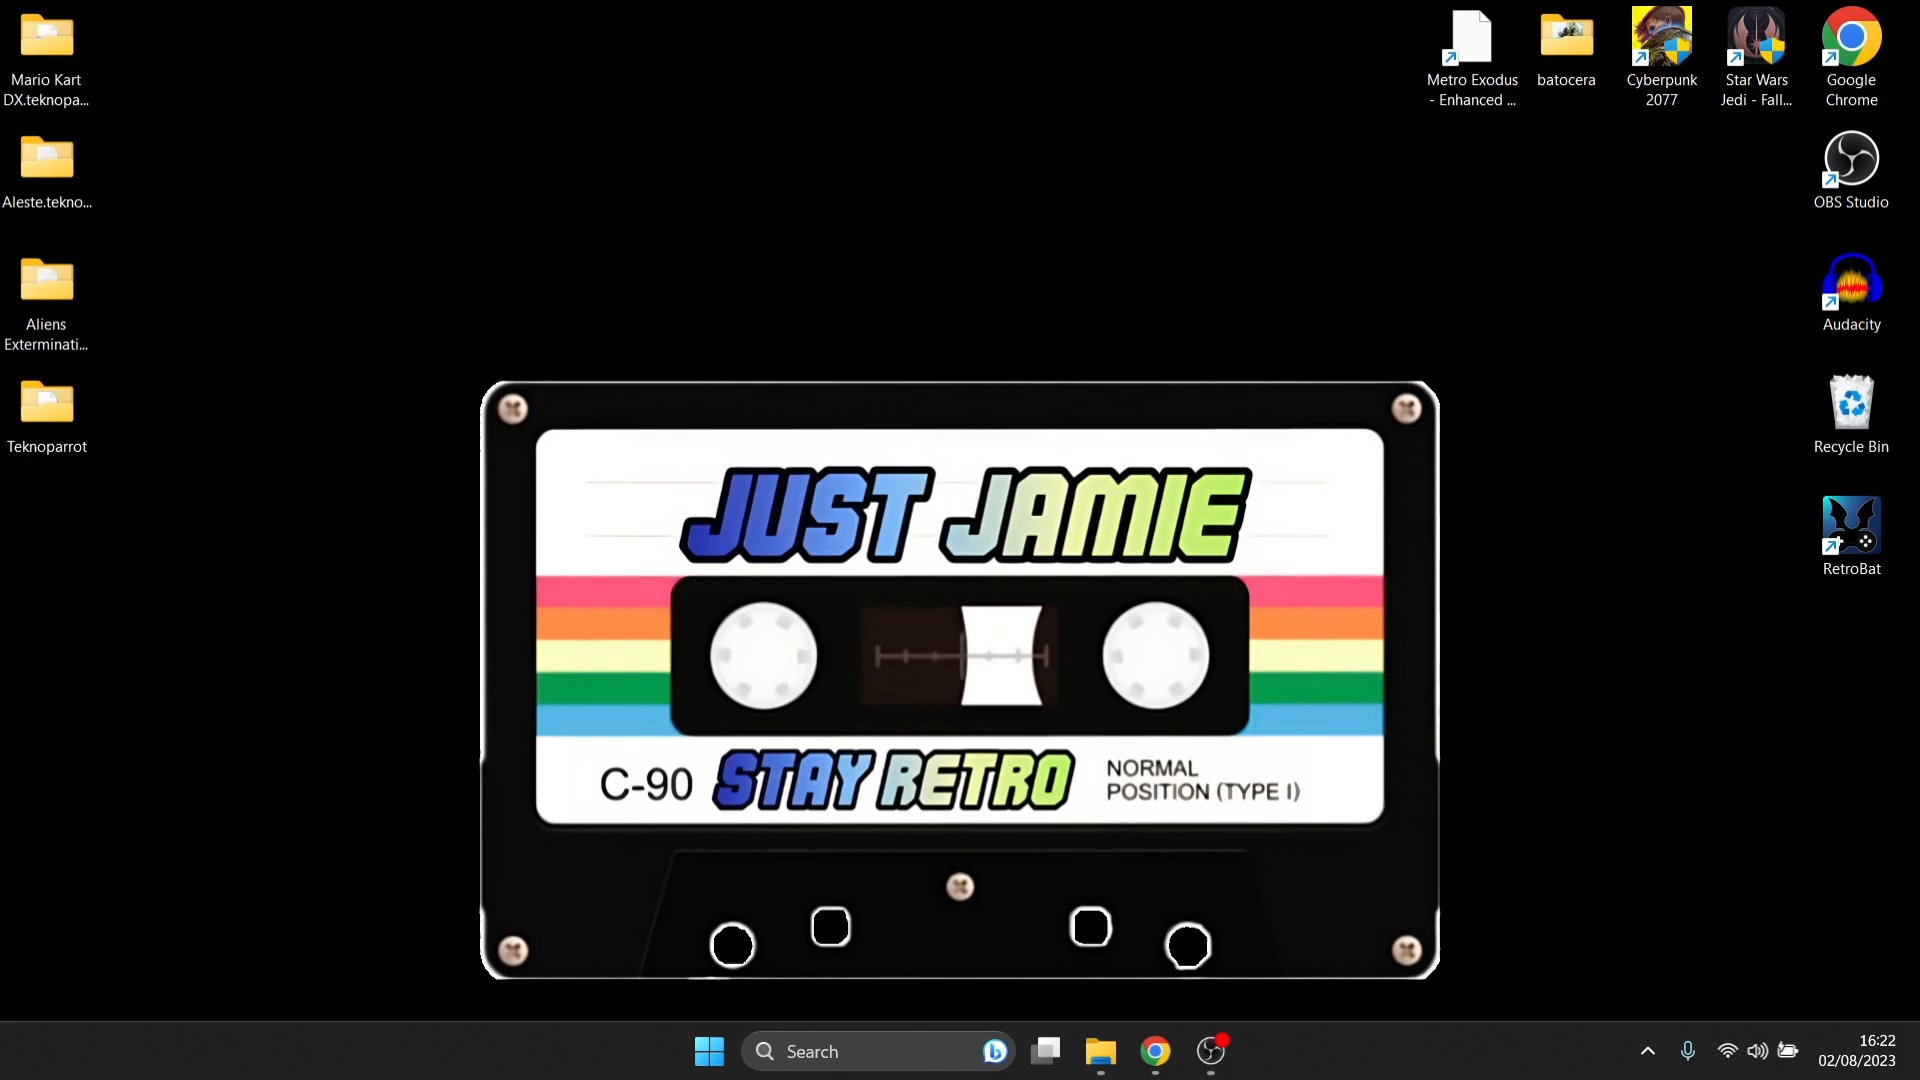 Mario Kart
DX.teknopa...
Aleste.tekno...
Aliens
Exterminati...
Teknoparrot
Metro Exodus
- Enhanced ...
batocera
Cyberpunk
2077
Star Wars
Jedi - Fall...
Google
Chrome
OBS Studio
Audacity
Recycle Bin
RetroBat
JUST JAMIE
C-90
STAY RETRO
NORMAL
POSITION (TYPE I)
Search
16:22
02/08/2023